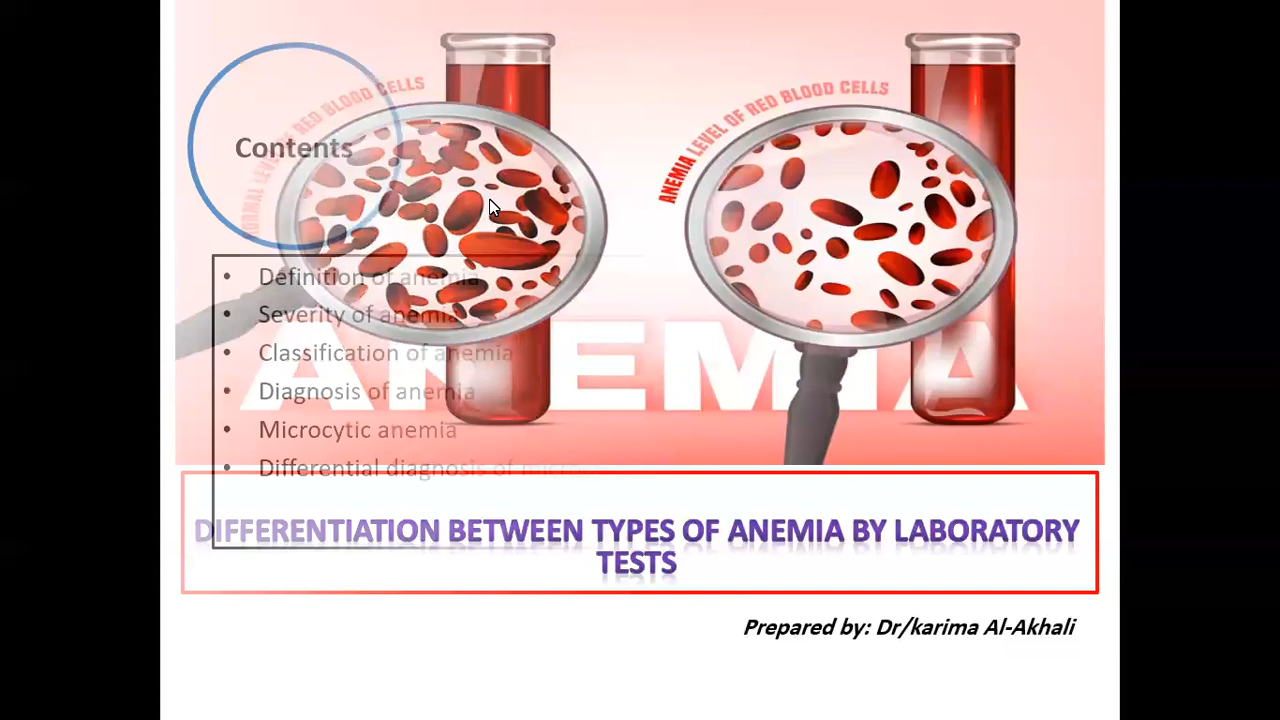 NORMAL LEVEL OF RED BLOOD CELLS
ANEMIA LEVEL OF RED BLOOD CELLS
Contents
• Definition of anemia
• Severity of anemia
• Classification of anemia
• Diagnosis of anemia
• Microcytic anemia
• Differential diagnosis of
ANEMIA
DIFFERENTIATION BETWEEN TYPES OF ANEMIA BY LABORATORY
TESTS
Prepared by: Dr/karima Al-Akhali